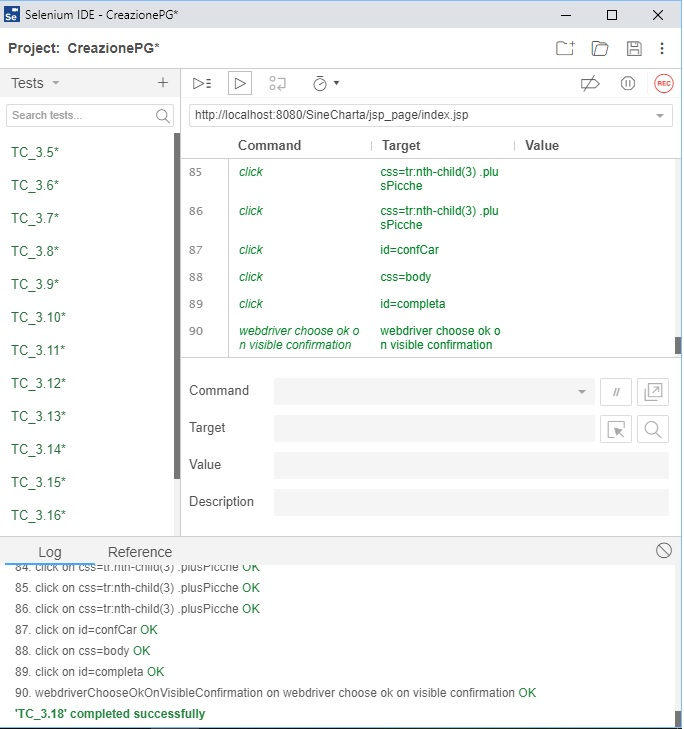 Se Selenium IDE - CreazionePG*
Project: CreazionePG*
Tests
http://localhost:8080/SineCharta/jsp_page/index.jsp
REC
Search tests...
Command Target Value
TC_3.5*
TC_3.6*
TC_3.7*
TC_3.8*
TC_3.9*
TC_3.10*
TC_3.11*
TC_3.12*
TC_3.13*
TC_3.14*
TC_3.15*
TC_3.16*
85 click css=tr:nth-child(3) .plu
sPicche
86 click css=tr:nth-child(3) .plu
sPicche
87 click id=confCar
88 click css=body
89 click id=completa
90 webdriver choose ok o webdriver choose ok o
n visible confirmation n visible confirmation
Command //
Target
Value
Description
Log Reference
84. click on css=tr:nth-child(3) .plusPicche OK
85. click on css=tr:nth-child(3) .plusPicche OK
86. click on css=tr:nth-child(3) .plusPicche OK
87. click on id=confCar OK
88. click on css=body OK
89. click on id=completa OK
90. webdriverChooseOkOnVisibleConfirmation on webdriver choose ok on visible confirmation OK
'TC_3.18' completed successfully